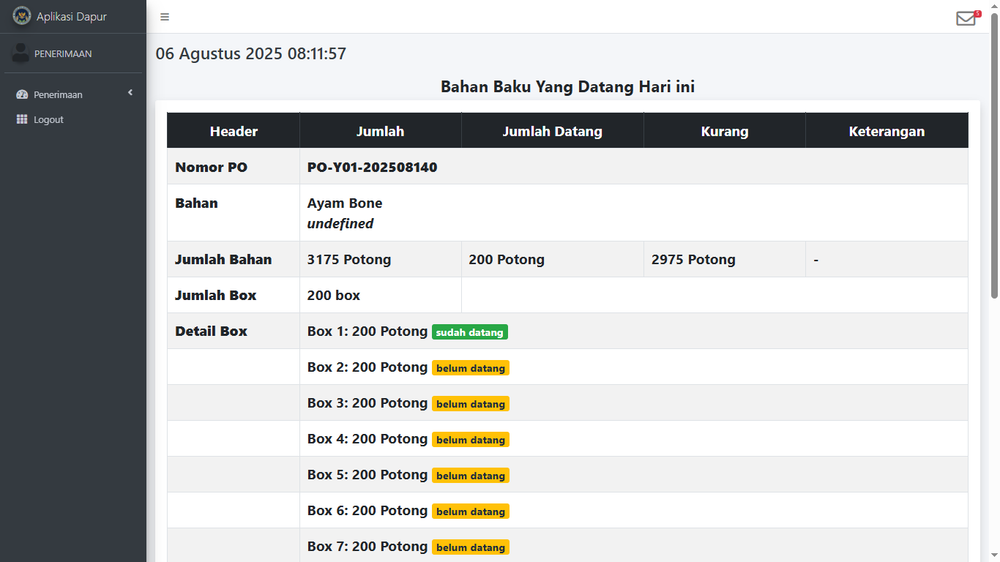 Aplikasi Dapur
5
PENERIMAAN
06 Agustus 2025 08:11:57
Penerimaan
Logout
Bahan Baku Yang Datang Hari ini
Header Jumlah Jumlah Datang Kurang Keterangan
Nomor PO PO-Y01-202508140
Bahan Ayam Bone
undefined
Jumlah Bahan 3175 Potong 200 Potong 2975 Potong -
Jumlah Box 200 box
Detail Box Box 1: 200 Potong sudah datang
Box 2: 200 Potong belum datang
Box 3: 200 Potong belum datang
Box 4: 200 Potong belum datang
Box 5: 200 Potong belum datang
Box 6: 200 Potong belum datang
Box 7: 200 Potong belum datang